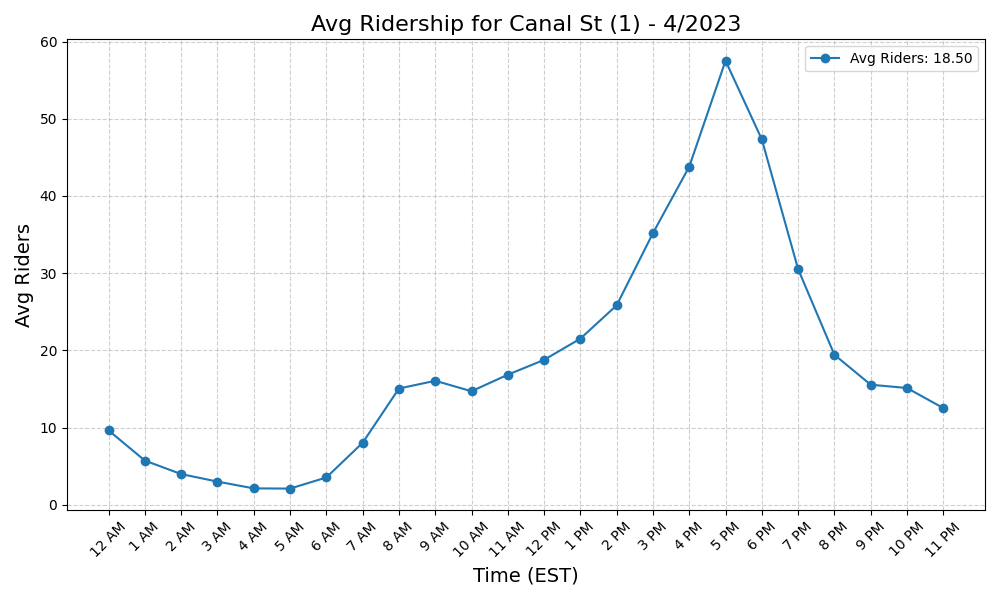 Avg Ridership for Canal St (1) - 4/2023
Avg Riders: 18.50
Avg Riders
60
50
40
30
20
10
0
12 AM
1 AM
2 AM
3 AM
4 AM
5 AM
6 AM
7 AM
8 AM
9 AM
10 AM
11 AM
12 PM
1 PM
2 PM
3 PM
4 PM
5 PM
6 PM
7 PM
8 PM
9 PM
10 PM
11 PM
Time (EST)